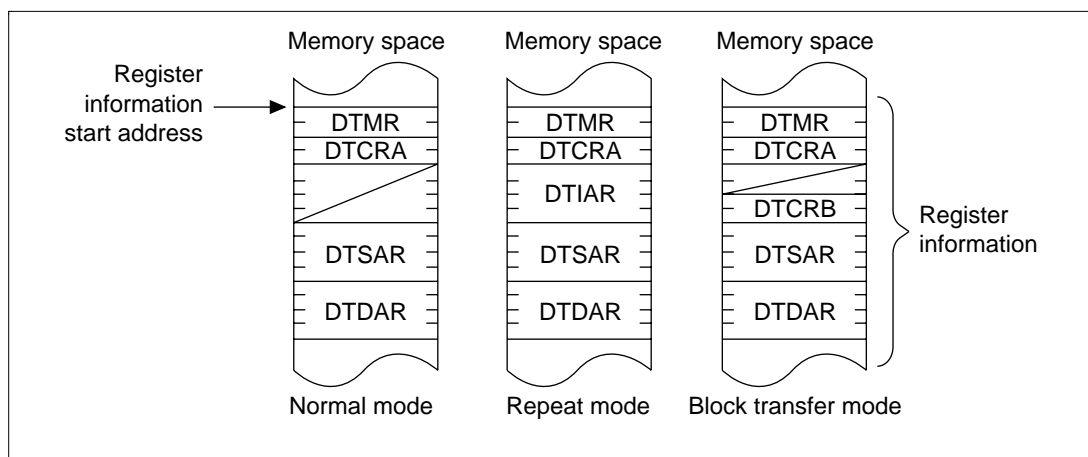 Memory space
Memory space
Memory space
Register
information
start address
DTMR
DTCRA
DTSAR
DTDAR
DTMR
DTCRA
DTIAR
DTSAR
DTDAR
DTMR
DTCRA
DTCRB
DTSAR
DTDAR
Register
information
Normal mode
Repeat mode
Block transfer mode